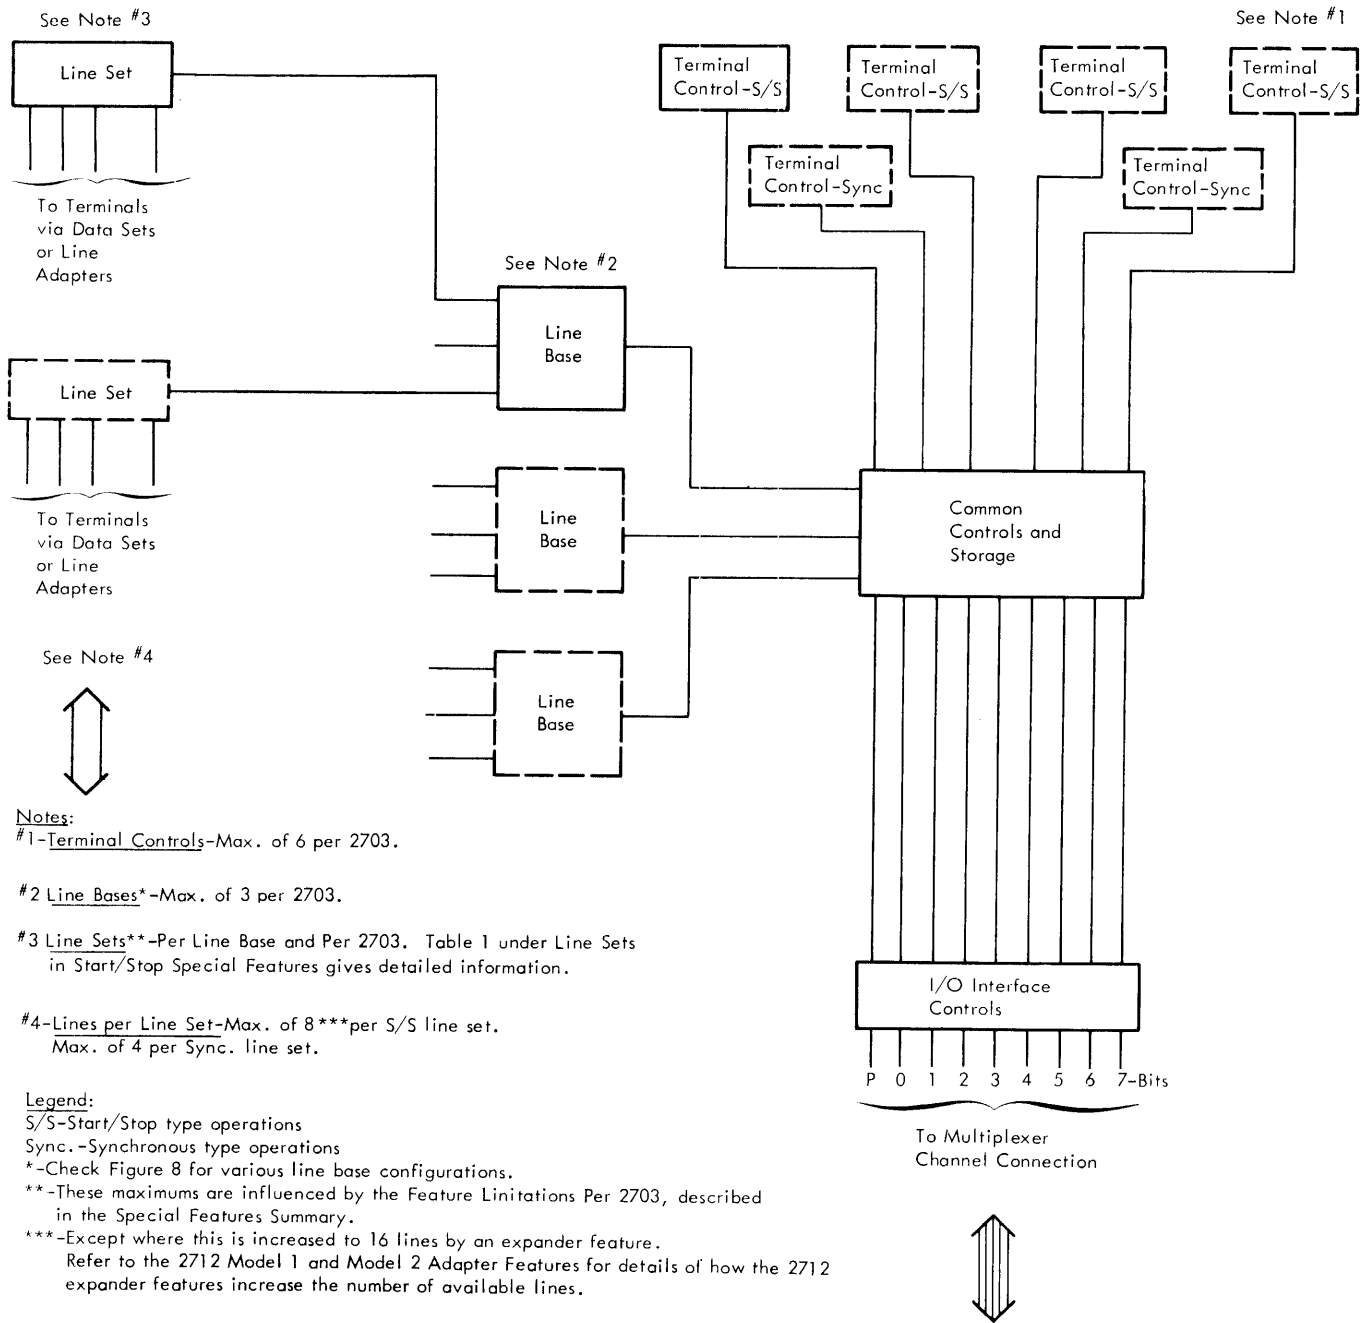 See Note #3
See Note #1
Line Set
Terminal
Control-S/S
Terminal
Control-S/S
Terminal
Control-S/S
Terminal
Control-S/S
Terminal
Control-Sync
Terminal
Control-Sync
To Terminals
via Data Sets
or Line
Adapters
See Note #2
Line
Base
Line Set
To Terminals
via Data Sets
or Line
Adapters
Line
Base
Common
Controls and
Storage
See Note #4
Line
Base
Notes:
#1-Terminal Controls-Max. of 6 per 2703.
#2 Line Bases*-Max. of 3 per 2703.
#3 Line Sets**-Per Line Base and Per 2703. Table 1 under Line Sets
in Start/Stop Special Features gives detailed information.
#4-Lines per Line Set-Max. of 8***per S/S line set.
Max. of 4 per Sync. line set.
I/O Interface
Controls
P 0 1 2 3 4 5 6 7-Bits
To Multiplexer
Channel Connection
Legend:
S/S-Start/Stop type operations
Sync.-Synchronous type operations
*-Check Figure 8 for various line base configurations.
**-These maximums are influenced by the Feature Linitations Per 2703, described
in the Special Features Summary.
***-Except where this is increased to 16 lines by an expander feature.
Refer to the 2712 Model 1 and Model 2 Adapter Features for details of how the 2712
expander features increase the number of available lines.